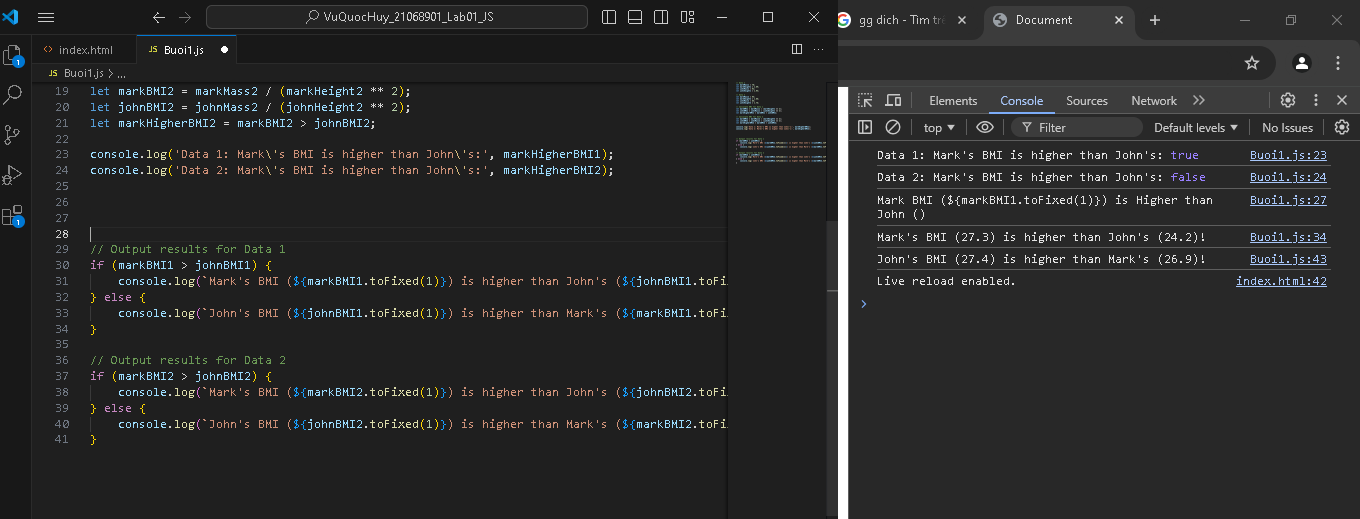 VuQuocHuy_21068901_Lab01_JS
index.html
JS Buoi1.js
JS Buoi1.js > ...
19 let markBMI2 = markMass2 / (markHeight2 ** 2);
20 let johnBMI2 = johnMass2 / (johnHeight2 ** 2);
21 let markHigherBMI2 = markBMI2 > johnBMI2;
22
23 console.log('Data 1: Mark\'s BMI is higher than John\'s:', markHigherBMI1);
24 console.log('Data 2: Mark\'s BMI is higher than John\'s:', markHigherBMI2);
25
26
27
28
29 // Output results for Data 1
30 if (markBMI1 > johnBMI1) {
31 console.log(`Mark's BMI (${markBMI1.toFixed(1)}) is higher than John's (${johnBMI1.toFi
32 } else {
33 console.log(`John's BMI (${johnBMI1.toFixed(1)}) is higher than Mark's (${markBMI1.toFi
34 }
35
36 // Output results for Data 2
37 if (markBMI2 > johnBMI2) {
38 console.log(`Mark's BMI (${markBMI2.toFixed(1)}) is higher than John's (${johnBMI2.toFi
39 } else {
40 console.log(`John's BMI (${johnBMI2.toFixed(1)}) is higher than Mark's (${markBMI2.toFi
41 }
1
1
gg dich - Tìm trê
Document
Elements Console Sources Network
top Filter Default levels No Issues
Data 1: Mark's BMI is higher than John's: true Buoi1.js:23
Data 2: Mark's BMI is higher than John's: false Buoi1.js:24
Mark BMI (${markBMI1.toFixed(1)}) is Higher than Buoi1.js:27
John ()
Mark's BMI (27.3) is higher than John's (24.2)! Buoi1.js:34
John's BMI (27.4) is higher than Mark's (26.9)! Buoi1.js:43
Live reload enabled. index.html:42